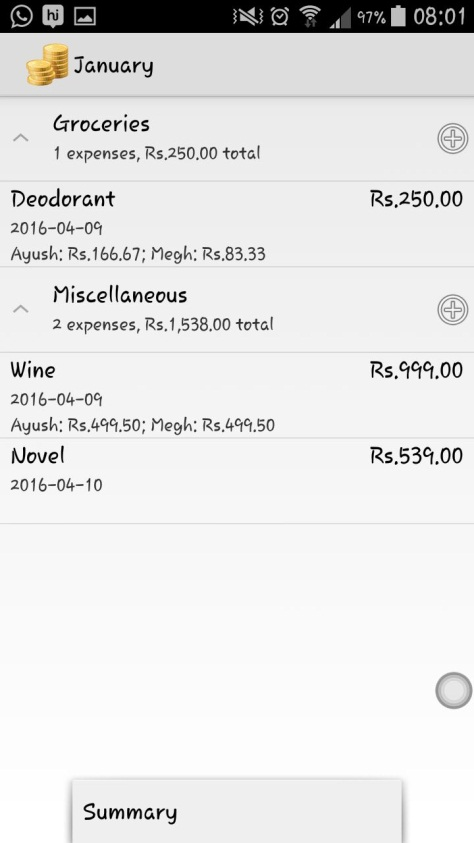 hi 97% 08:01
January
Groceries
1 expenses, Rs.250.00 total
Deodorant Rs.250.00
2016-04-09
Ayush: Rs.166.67; Megh: Rs.83.33
Miscellaneous
2 expenses, Rs.1,538.00 total
Wine Rs.999.00
2016-04-09
Ayush: Rs.499.50; Megh: Rs.499.50
Novel Rs.539.00
2016-04-10
Summary